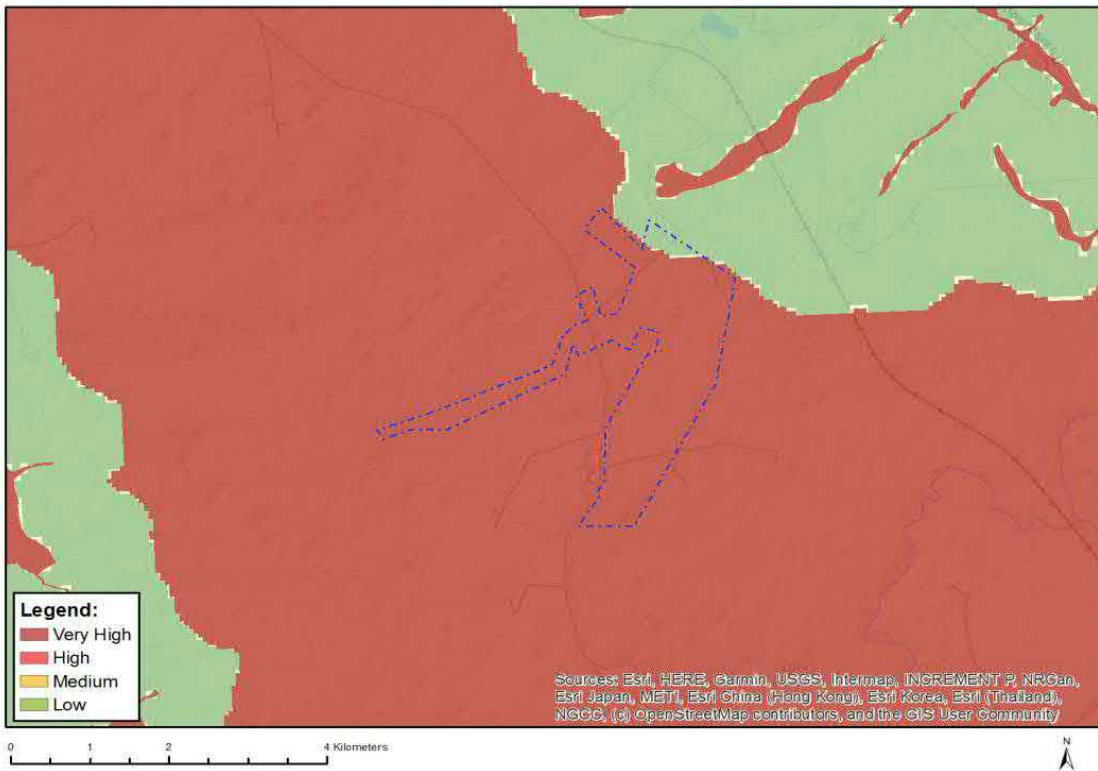 Legend:
Very High
High
Medium
Low
Sources: Esri, HERE, Garmin, USGS, Intermap, INCREMENT P, NRCan,
Esri Japan, METI, Esri China (Hong Kong), Esri Korea, Esri (Thailand),
NGCC, (c) OpenStreetMap contributors, and the GIS User Community
0 1 2 4 Kilometers
N